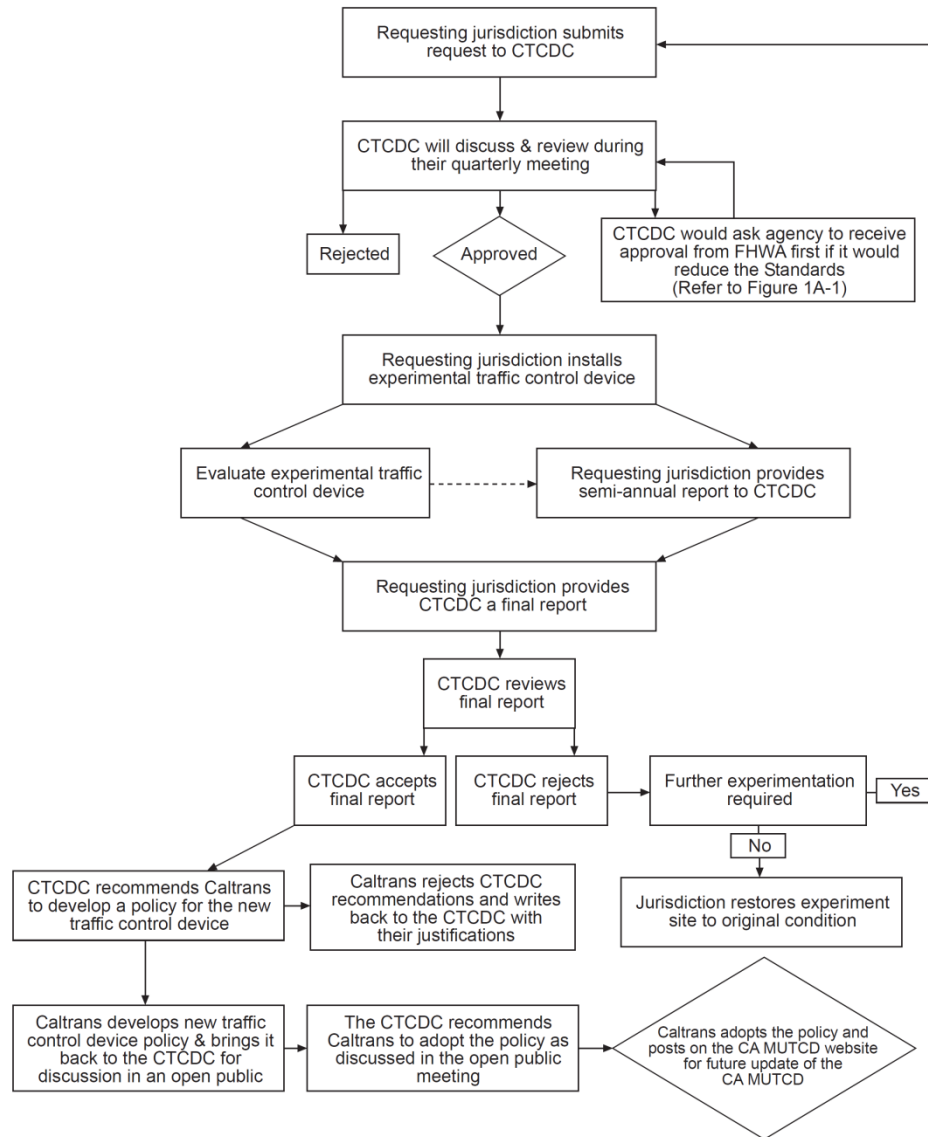 Requesting jurisdiction submits
request to CTCDC
CTCDC will discuss & review during
their quarterly meeting
Rejected
Approved
CTCDC would ask agency to receive
approval from FHWA first if it would
reduce the Standards
(Refer to Figure 1A-1)
Requesting jurisdiction installs
experimental traffic control device
Evaluate experimental traffic
control device
Requesting jurisdiction provides
semi-annual report to CTCDC
Requesting jurisdiction provides
CTCDC a final report
CTCDC reviews
final report
CTCDC accepts
final report
CTCDC rejects
final report
Further experimentation
required
Yes
No
CTCDC recommends Caltrans
to develop a policy for the new
traffic control device
Caltrans rejects CTCDC
recommendations and writes
back to the CTCDC with
their justifications
Jurisdiction restores experiment
site to original condition
Caltrans develops new traffic
control device policy & brings it
back to the CTCDC for
discussion in an open public
The CTCDC recommends
Caltrans to adopt the policy as
discussed in the open public
meeting
Caltrans adopts the policy and
posts on the CA MUTCD website
for future update of the
CA MUTCD